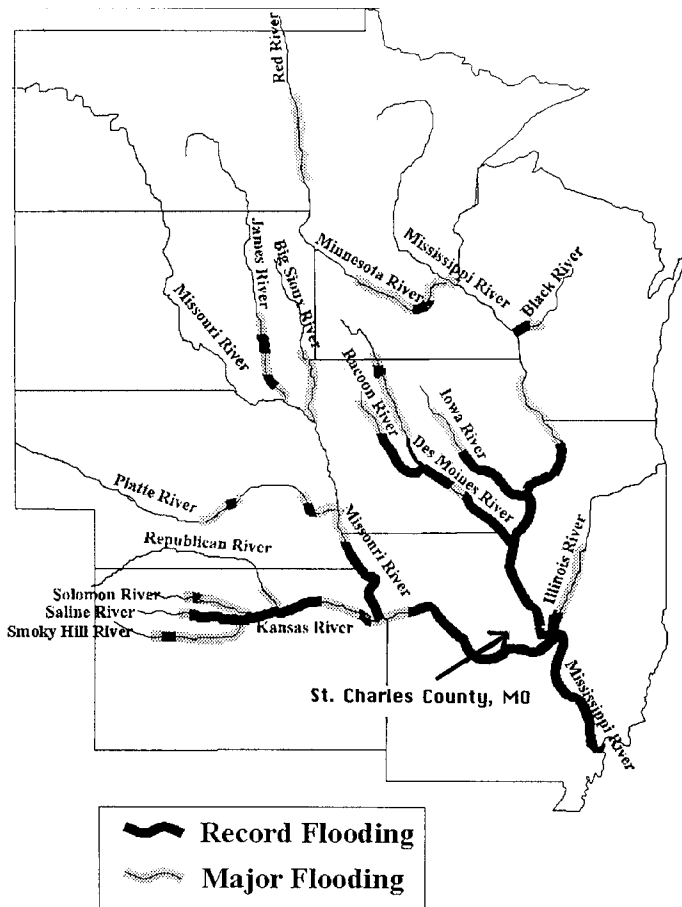 Red River
James River
Big Sioux River
Missouri River
Minnesota River
Mississippi River
Black River
Racoon River
Iowa River
Des Moines River
Platte River
Missouri River
Republican River
Illinois River
Solomon River
Saline River
Kansas River
Smoky Hill River
St. Charles County, MO
Mississippi River
Record Flooding
Major Flooding